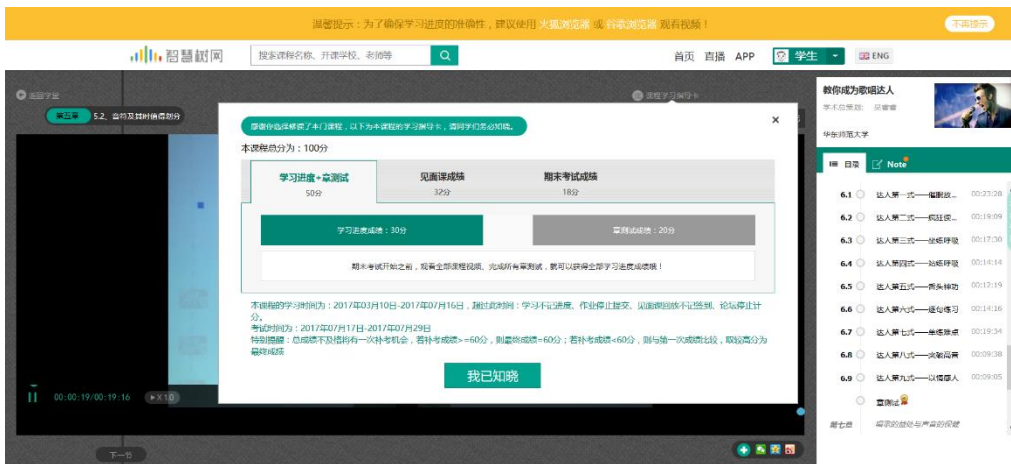 温馨提示：为了确保学习进度的准确性，建议使用 火狐浏览器 或 谷歌浏览器 观看视频！
不再提示
智慧树网
搜索课程名称、开课学校、老师等
首页 直播 APP
学生
ENG
返回学堂
课程学习指导卡
第五章 5.2、音符及其时值得划分
感谢你选择修读了本门课程，以下为本课程的学习指导卡，请同学们务必知晓。
×
本课程总分为：100分
学习进度+章测试 见面课成绩 期末考试成绩
50分 32分 18分
学习进度成绩：30分 章测试成绩：20分
期末考试开始之前，观看全部课程视频、完成所有章测试，就可以获得全部学习进度成绩哦！
本课程的学习时间为：2017年03月10日-2017年07月16日，超过此时间：学习不记进度、作业停止提交、见面课回放不记签到、论坛停止计
分。
考试时间为：2017年07月17日-2017年07月29日
特别提醒：总成绩不及格将有一次补考机会，若补考成绩>=60分，则最终成绩=60分；若补考成绩<60分，则与第一次成绩比较，取较高分为
最终成绩
我已知晓
00:00:19/00:19:16 X1.0
下一节
教你成为歌唱达人
学术总策划：
华东师范大学
目录 Note
6.1 达人第一式——催眠放... 00:23:28
6.2 达人第二式——疯狂侯... 00:19:09
6.3 达人第三式——坐练呼吸 00:17:30
6.4 达人第四式——站练呼吸 00:14:14
6.5 达人第五式——舌头神功 00:12:19
6.6 达人第六式——逐句练习 00:14:16
6.7 达人第七式——单练难点 00:19:34
6.8 达人第八式——突破高音 00:09:38
6.9 达人第九式——以情感人 00:09:05
章测试
第七章 唱歌的益处与声音的保健